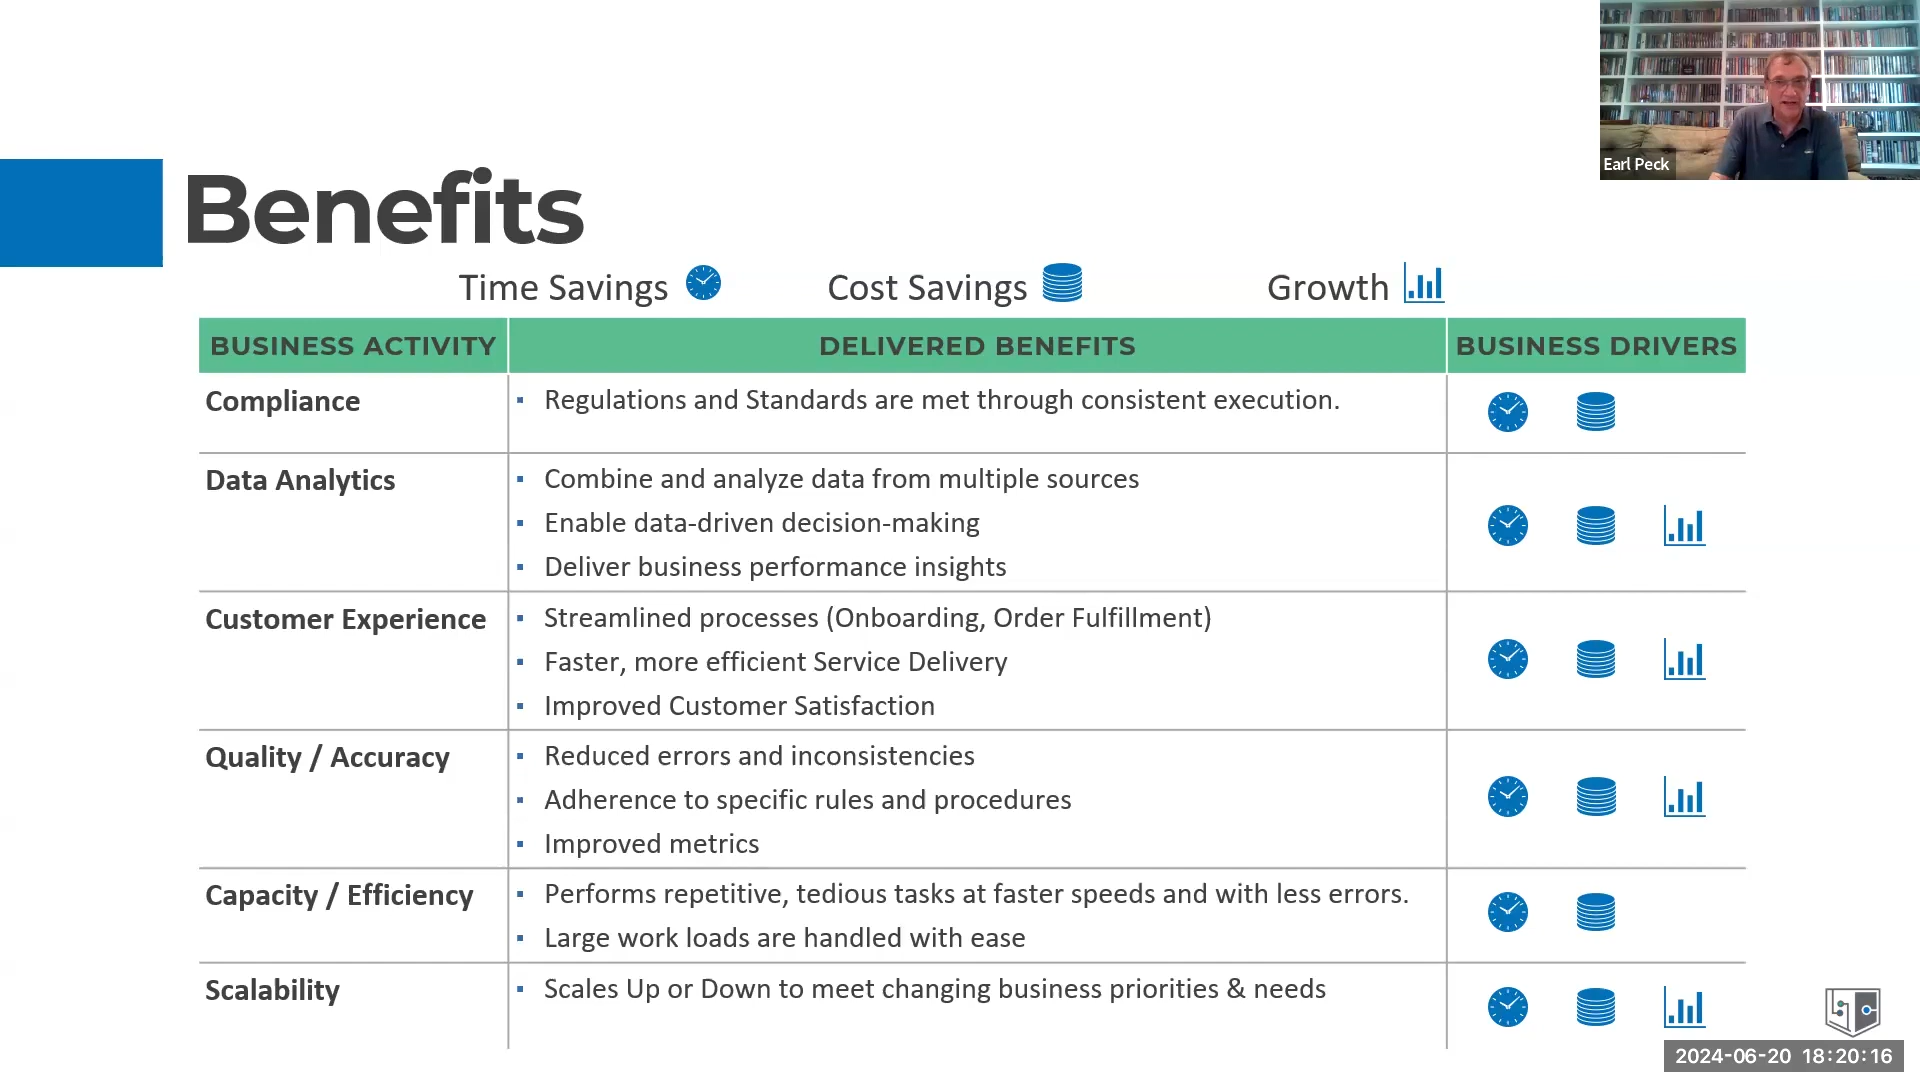 Earl Peck
Benefits
Time Savings
Cost Savings
Growth
BUSINESS ACTIVITY
DELIVERED BENEFITS
BUSINESS DRIVERS
Compliance
▪ Regulations and Standards are met through consistent execution.
Data Analytics
▪ Combine and analyze data from multiple sources
▪ Enable data-driven decision-making
▪ Deliver business performance insights
Customer Experience
▪ Streamlined processes (Onboarding, Order Fulfillment)
▪ Faster, more efficient Service Delivery
▪ Improved Customer Satisfaction
Quality / Accuracy
▪ Reduced errors and inconsistencies
▪ Adherence to specific rules and procedures
▪ Improved metrics
Capacity / Efficiency
▪ Performs repetitive, tedious tasks at faster speeds and with less errors.
▪ Large work loads are handled with ease
Scalability
▪ Scales Up or Down to meet changing business priorities & needs
2024-06-20 18:20:16